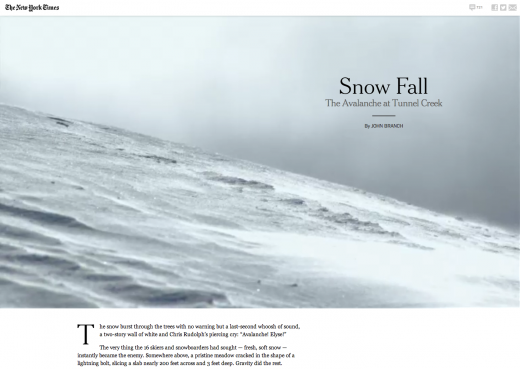 The New York Times
Snow Fall
The Avalanche at Tunnel Creek
By JOHN BRANCH
The snow burst through the trees with no warning but a last-second whoosh of sound,
a two-story wall of white and Chris Rudolph's piercing cry: “Avalanche! Elyse!”
The very thing the 16 skiers and snowboarders had sought — fresh, soft snow —
instantly became the enemy. Somewhere above, a pristine meadow cracked in the shape of a
lightning bolt, slicing a slab nearly 200 feet across and 3 feet deep. Gravity did the rest.